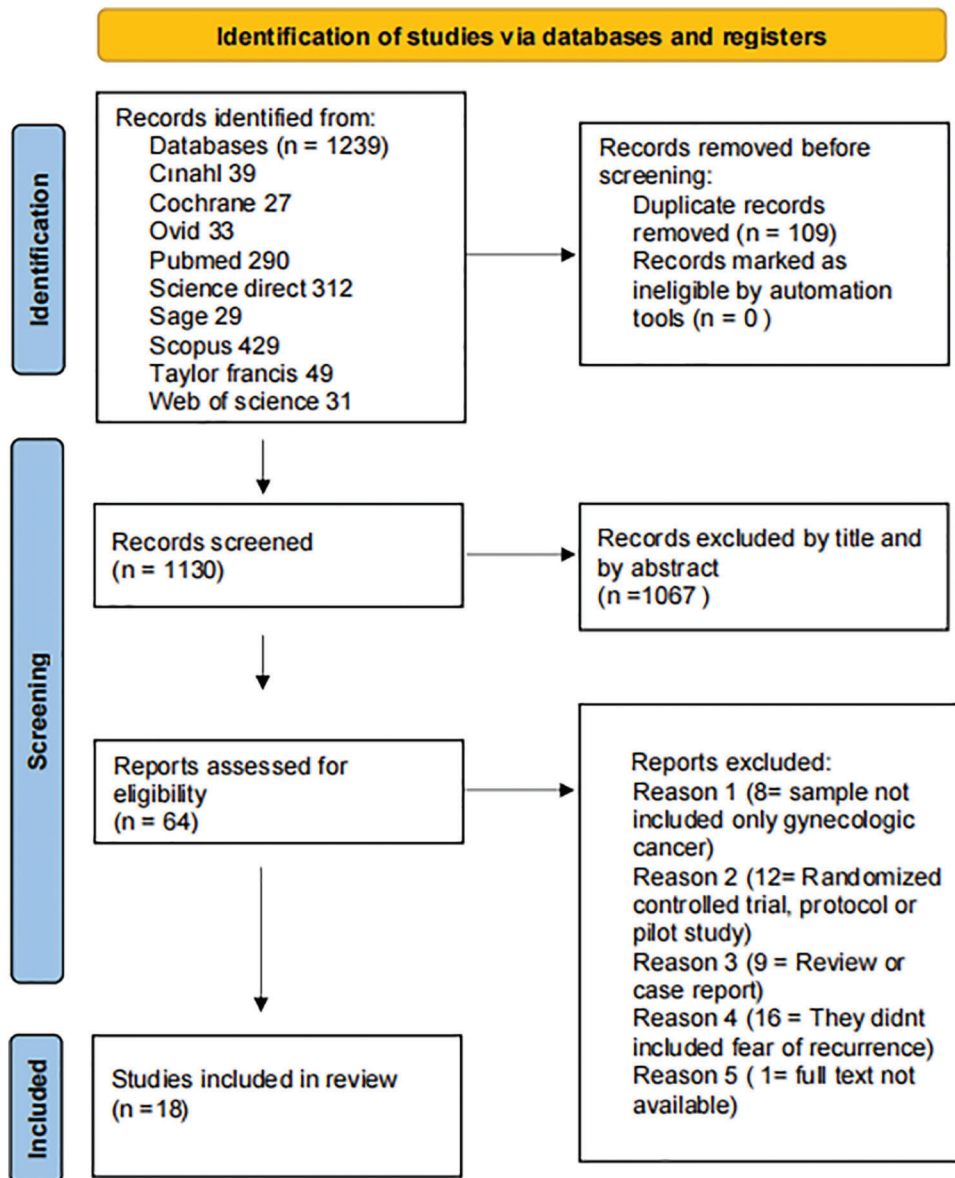 Identification of studies via databases and registers
Identification
Records identified from:
Databases (n = 1239)
Cınahl 39
Cochrane 27
Ovid 33
Pubmed 290
Science direct 312
Sage 29
Scopus 429
Taylor francis 49
Web of science 31
Records removed before
screening:
Duplicate records
removed (n = 109)
Records marked as
ineligible by automation
tools (n = 0 )
Screening
Records screened
(n = 1130)
Records excluded by title and
by abstract
(n =1067 )
Reports assessed for
eligibility
(n = 64)
Reports excluded:
Reason 1 (8= sample not
included only gynecologic
cancer)
Reason 2 (12= Randomized
controlled trial, protocol or
pilot study)
Reason 3 (9 = Review or
case report)
Reason 4 (16 = They didnt
included fear of recurrence)
Reason 5 ( 1= full text not
available)
Included
Studies included in review
(n =18)